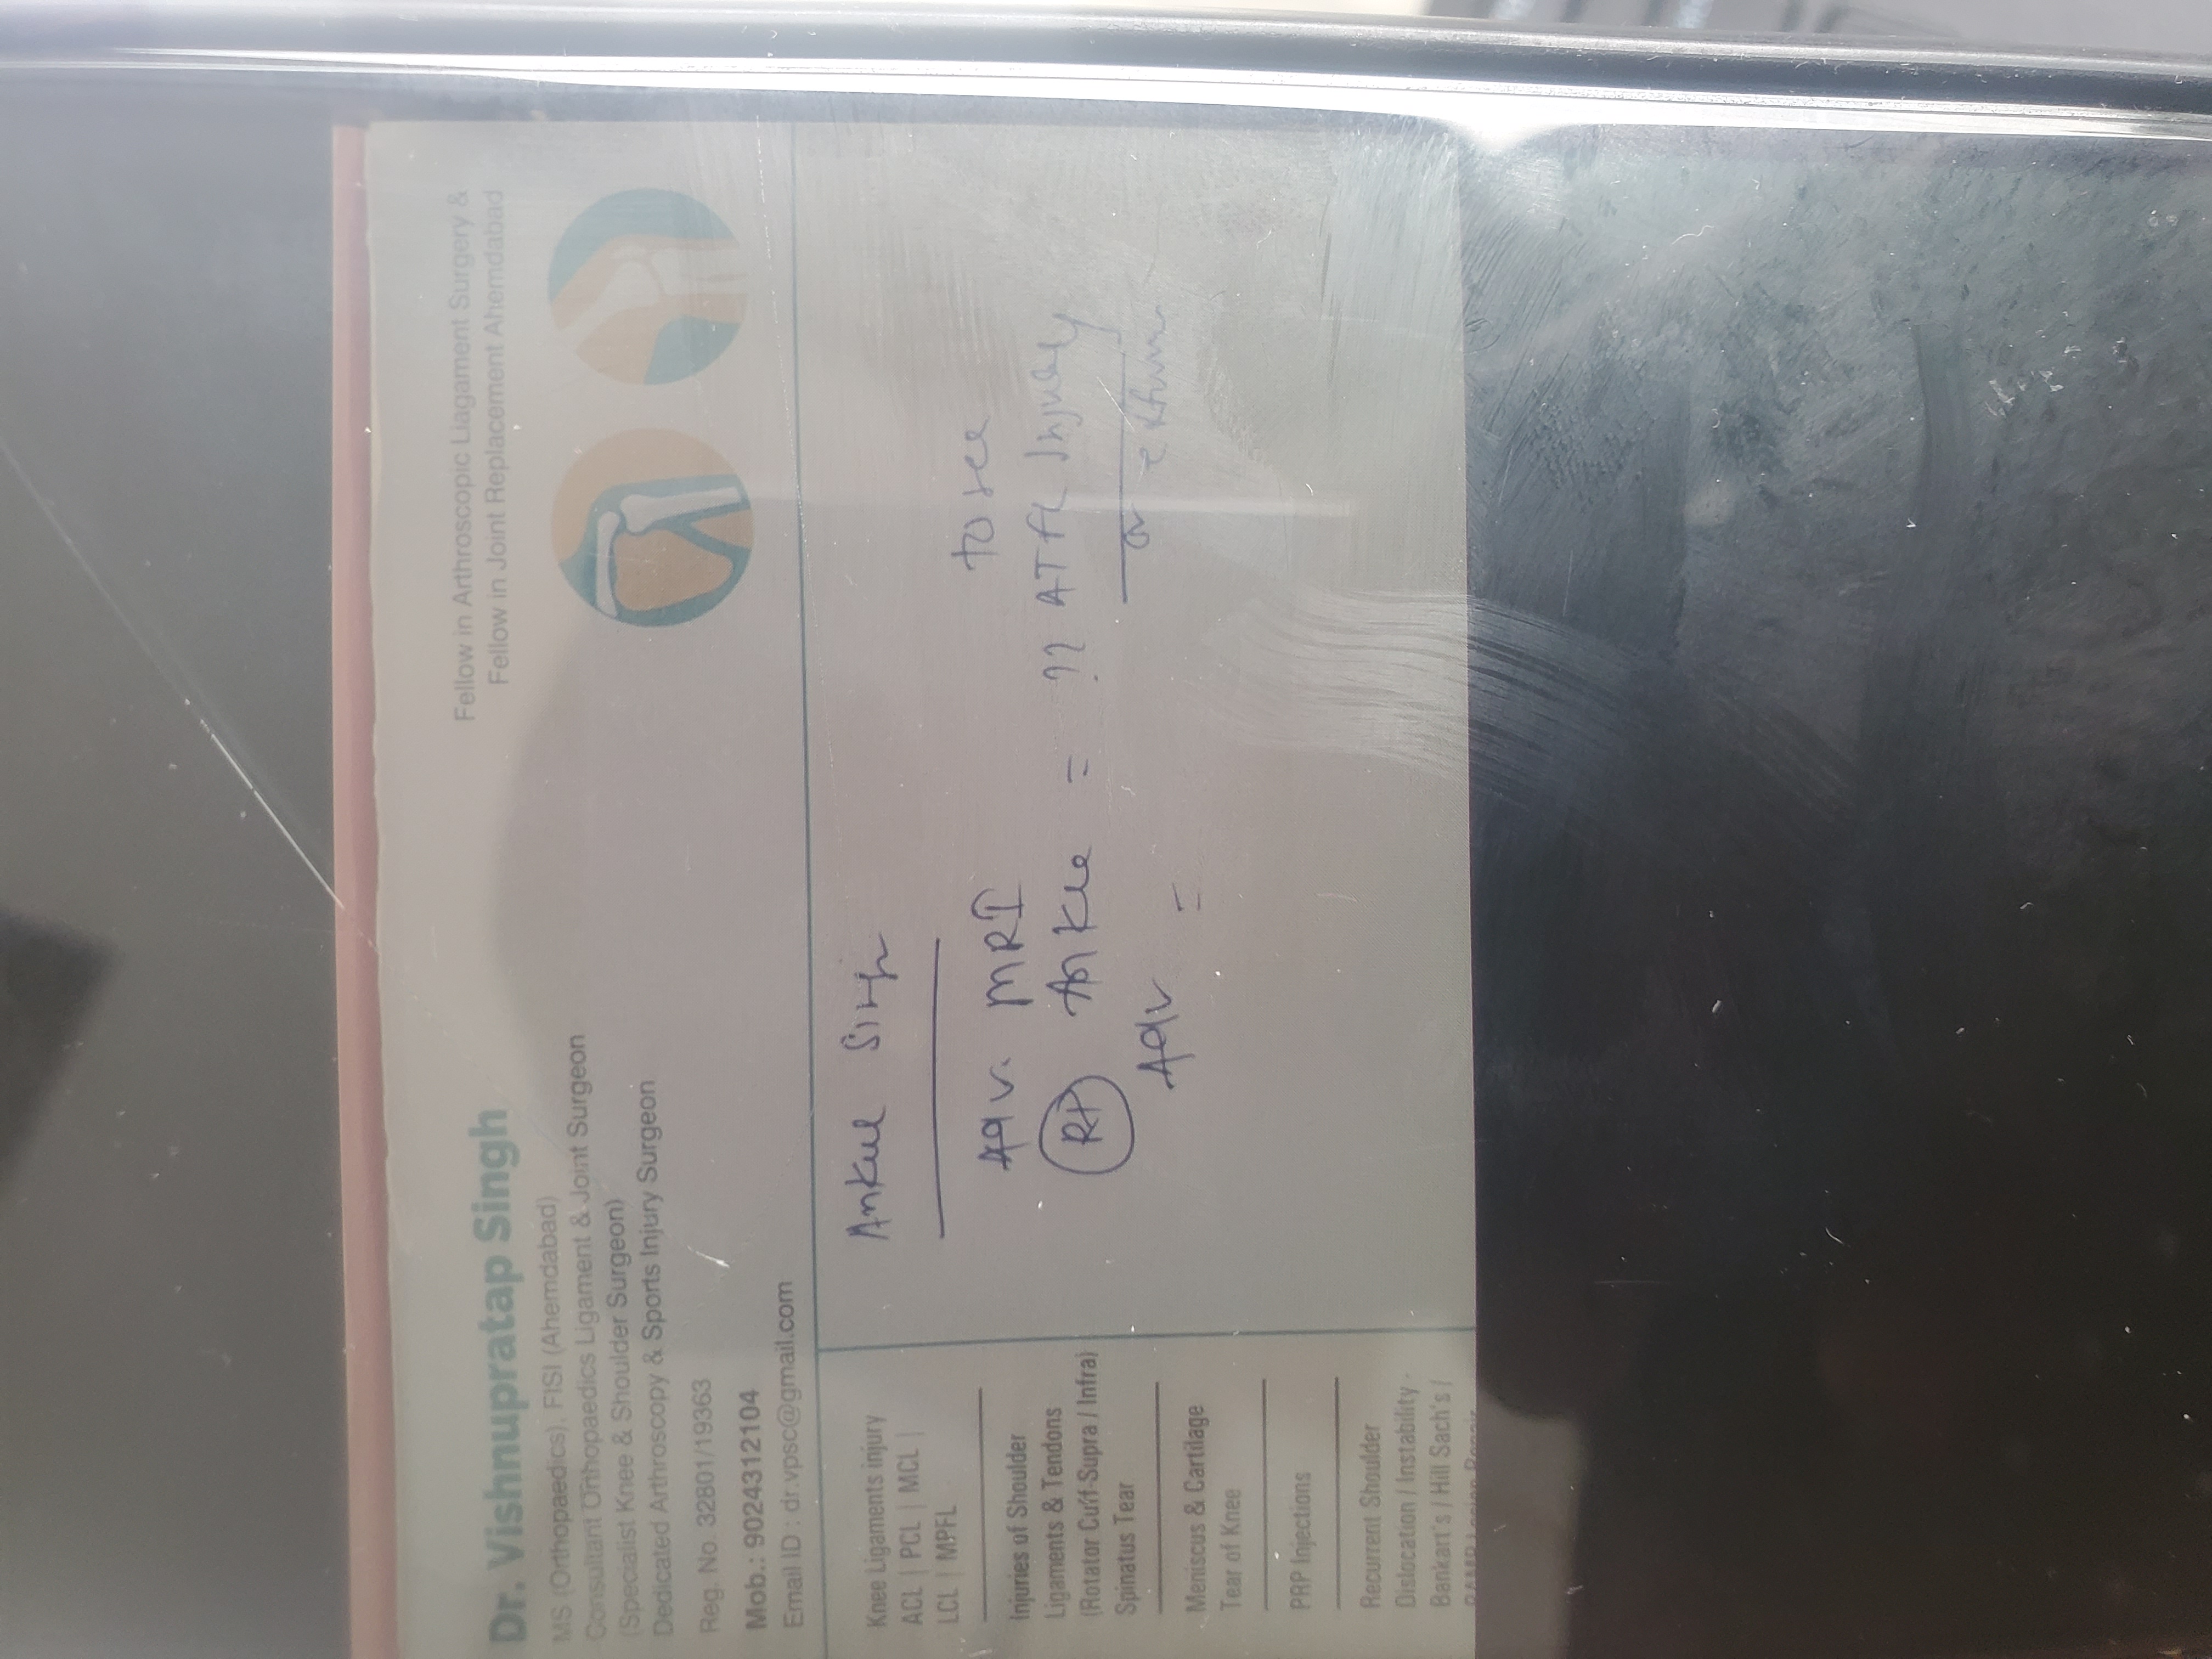 Dr. Vishnupratap Singh
MS (Orthopaedics), FISI (Ahemdabad)
Consultant Orthopaedics Ligament & Joint Surgeon
(Specialist Knee & Shoulder Surgeon)
Dedicated Arthroscopy & Sports Injury Surgeon
Reg. No. 32801/19363
Mob.: 9024312104
Email ID : dr.vpsc@gmail.com
Fellow in Arthroscopic Liagament Surgery &
Fellow in Joint Replacement Ahemdabad
Knee Ligaments injury
ACL | PCL | MCL |
LCL | MPFL
Injuries of Shoulder
Ligaments & Tendons
(Rotator Cuff-Supra / Infra)
Spinatus Tear
Meniscus & Cartilage
Tear of Knee
PRP Injections
Recurrent Shoulder
Dislocation / Instability -
Bankart's / Hill Sach's /
Ankul
MRI to see
Rt Ankle = ?? ATFL Injury